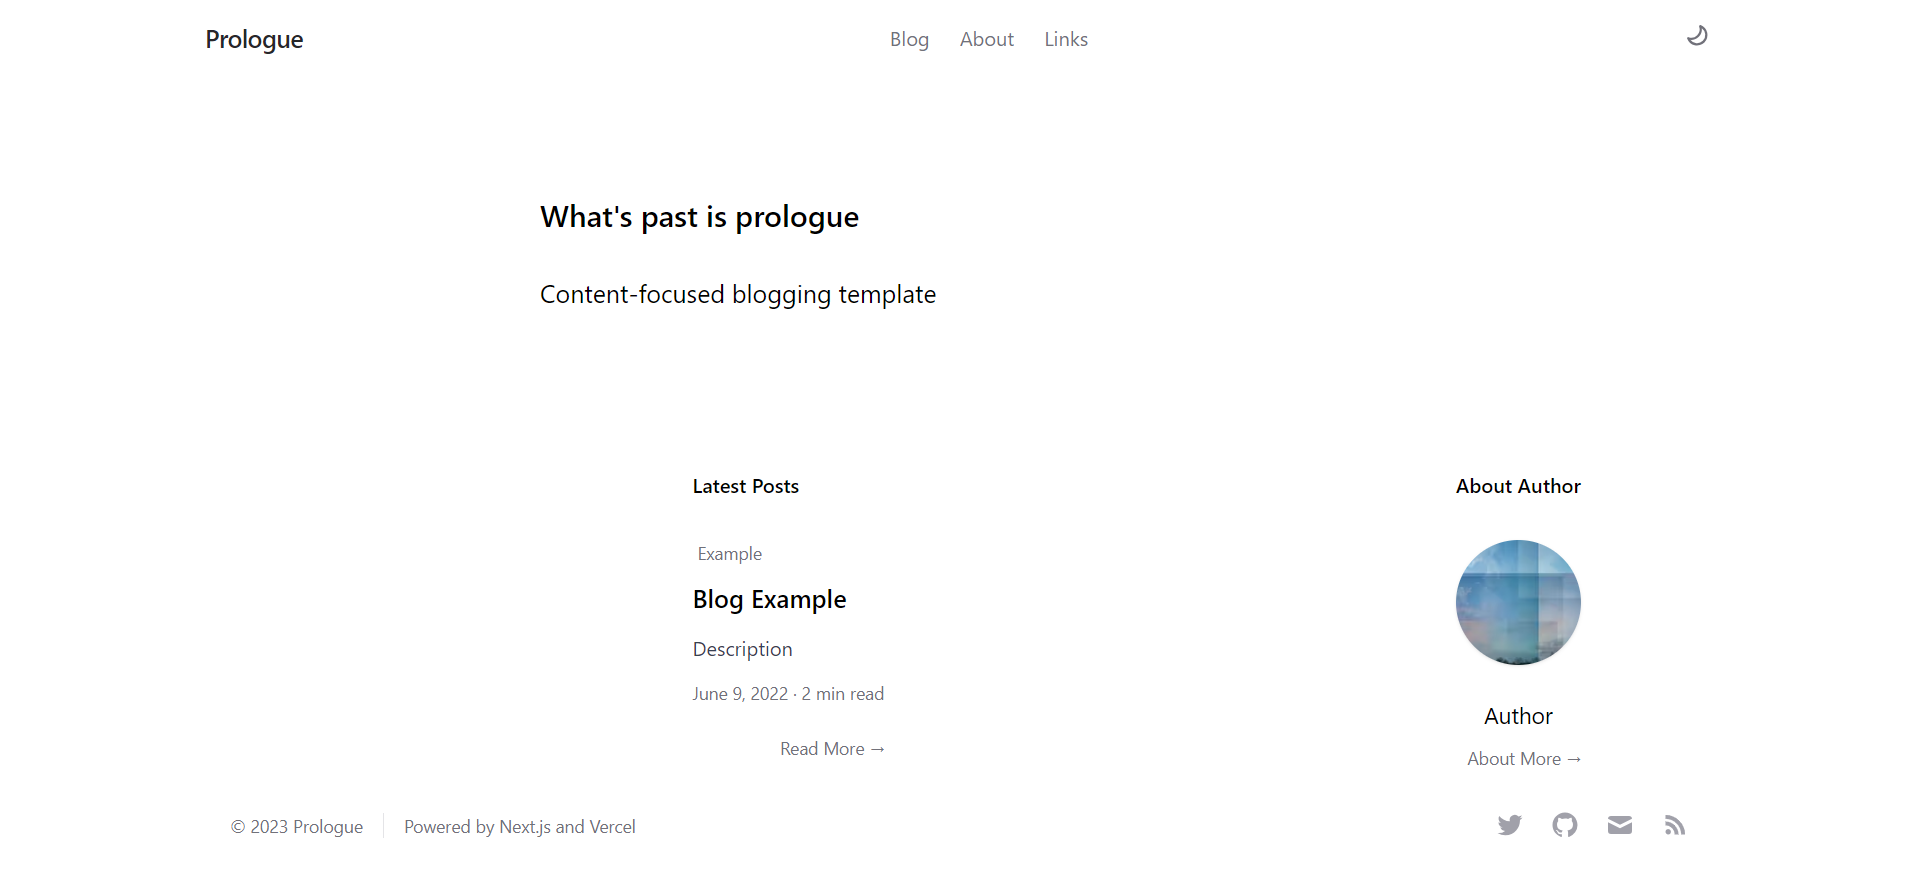 Prologue
Blog About Links
What's past is prologue
Content-focused blogging template
Latest Posts
Example
Blog Example
Description
June 9, 2022 · 2 min read
Read More →
About Author
Author
About More →
© 2023 Prologue
Powered by Next.js and Vercel